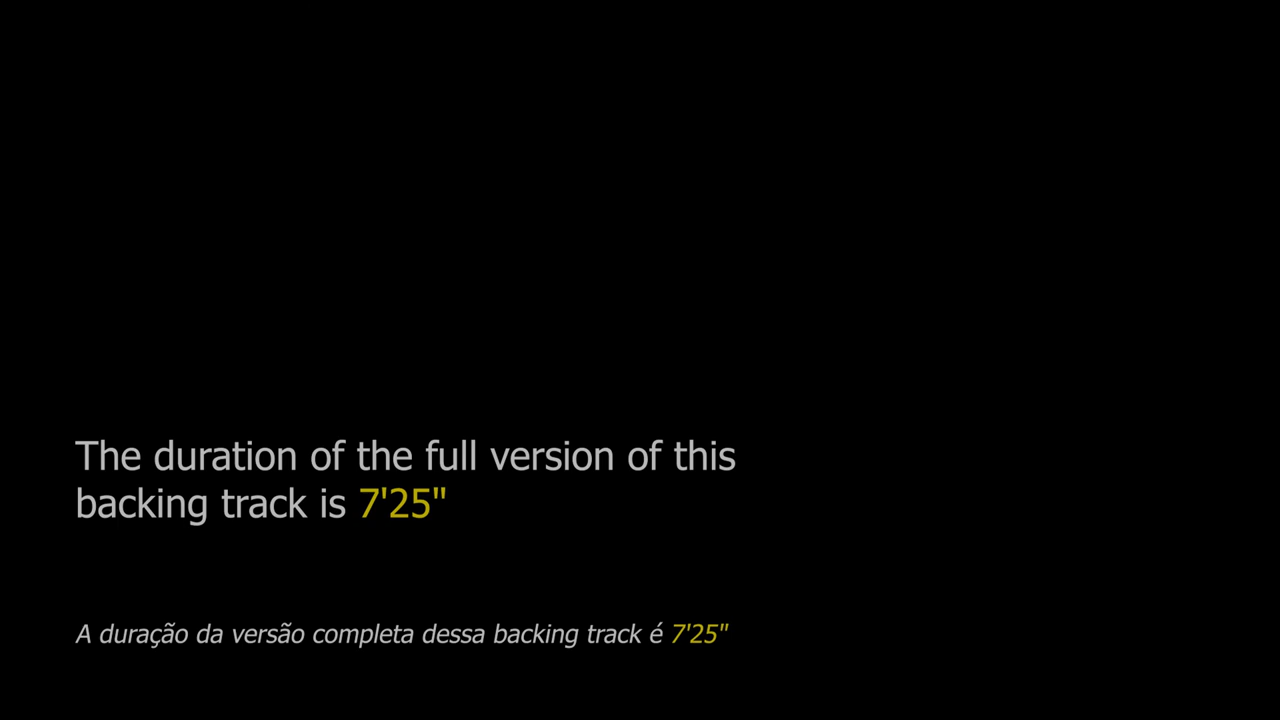 The duration of the full version of this
backing track is 7'25"
A duração da versão completa dessa backing track é 7'25"